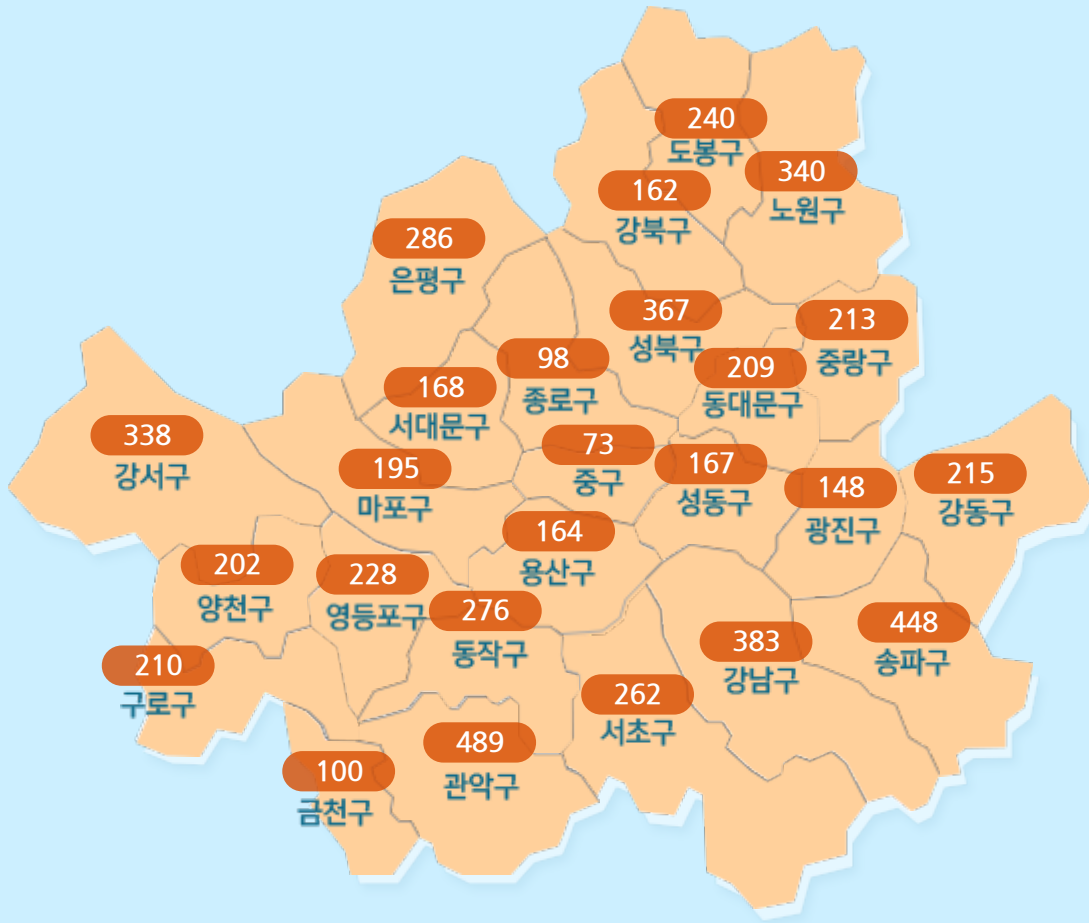 240
도봉구
340
노원구
162
강북구
286
은평구
367
성북구
213
중랑구
209
동대문구
98
종로구
168
서대문구
338
강서구
195
마포구
73
중구
167
성동구
148
광진구
215
강동구
164
용산구
202
양천구
228
영등포구
276
동작구
448
송파구
383
강남구
210
구로구
262
서초구
489
관악구
100
금천구